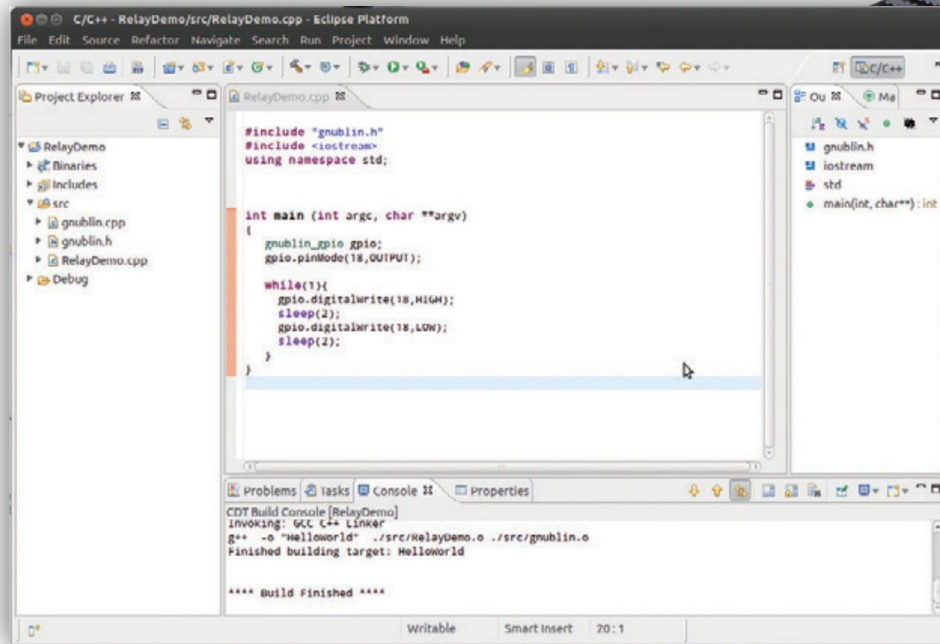 C/C++ - RelayDemo/src/RelayDemo.cpp - Eclipse Platform
File Edit Source Refactor Navigate Search Run Project Window Help
C/C++
Project Explorer
RelayDemo
Binaries
Includes
src
gnublin.cpp
gnublin.h
RelayDemo.cpp
Debug
RelayDemo.cpp
#include "gnublin.h"
#include <iostream>
using namespace std;
int main (int argc, char **argv)
{
gnublin_gpio gpio;
gpio.pinMode(18,OUTPUT);
while(1){
gpio.digitalWrite(18,HIGH);
sleep(2);
gpio.digitalWrite(18,LOW);
sleep(2);
}
}
Ou Ma
gnublin.h
iostream
std
main(int, char**) : int
Problems Tasks Console Properties
CDT Build Console [RelayDemo]
Invoking: GCC C++ Linker
g++ -o "HelloWorld" ./src/RelayDemo.o ./src/gnublin.o
Finished building target: HelloWorld
**** Build Finished ****
Writable Smart Insert 20 : 1